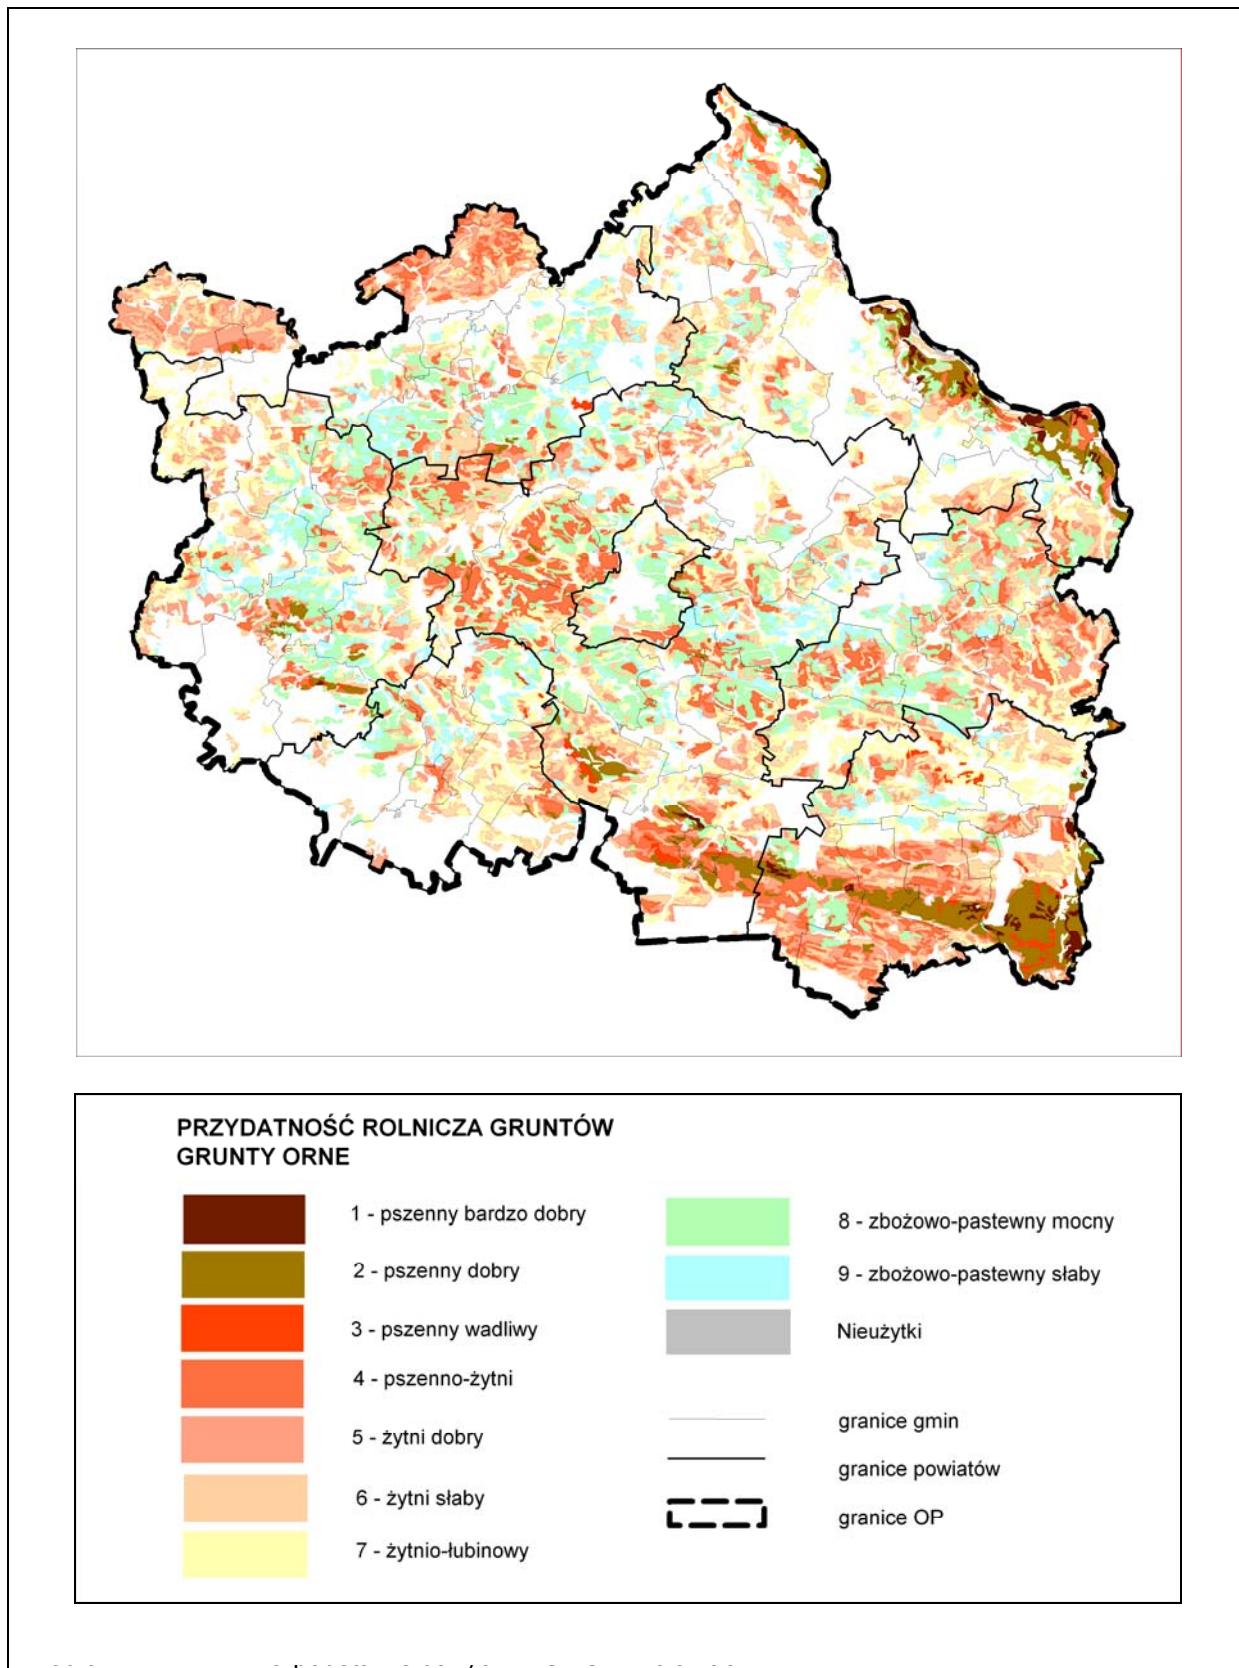 PRZYDATNOŚĆ ROLNICZA GRUNTÓW
GRUNTY ORNE
1 - pszenny bardzo dobry
2 - pszenny dobry
3 - pszenny wadliwy
4 - pszenno-żytni
5 - żytni dobry
6 - żytni słaby
7 - żytnio-łubinowy
8 - zbożowo-pastewny mocny
9 - zbożowo-pastewny słaby
Nieużytki
granice gmin
granice powiatów
granice OP